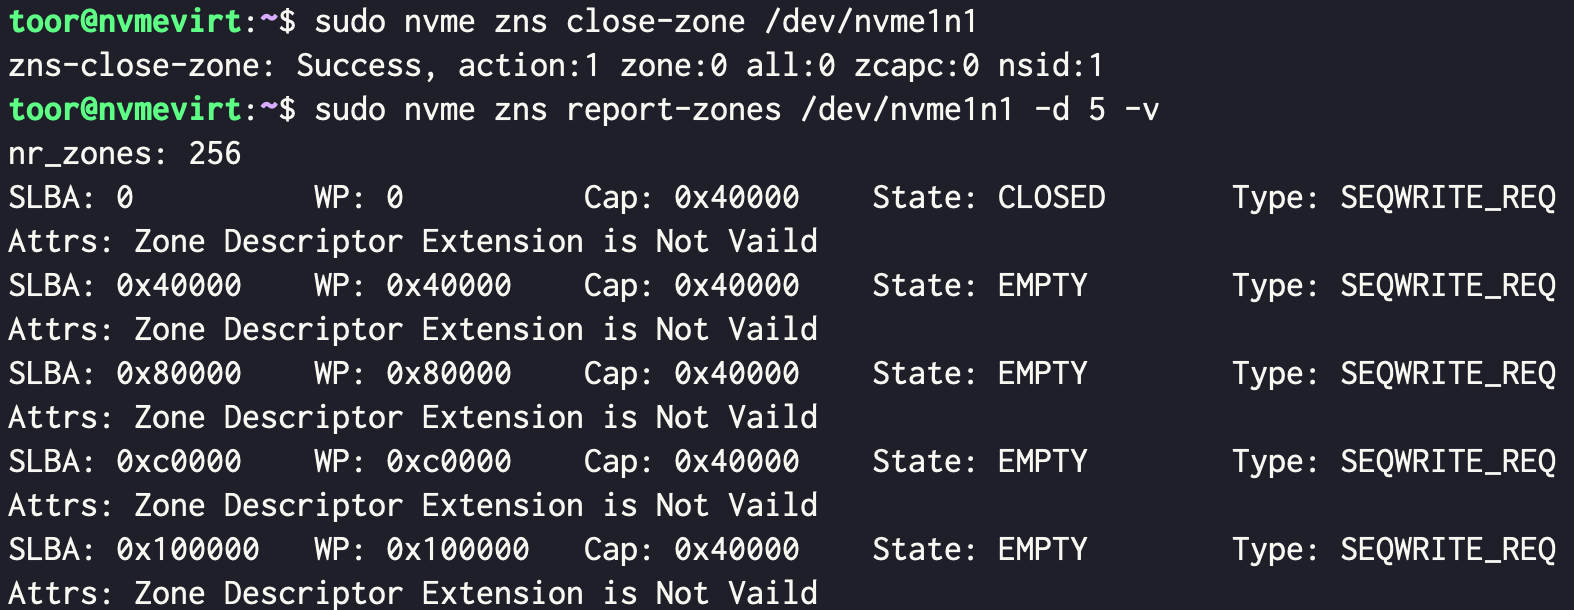 toor@nvmevirt:~$ sudo nvme zns close-zone /dev/nvme1n1
zns-close-zone: Success, action:1 zone:0 all:0 zcapc:0 nsid:1
toor@nvmevirt:~$ sudo nvme zns report-zones /dev/nvme1n1 -d 5 -v
nr_zones: 256
SLBA: 0          WP: 0          Cap: 0x40000    State: CLOSED       Type: SEQWRITE_REQ
Attrs: Zone Descriptor Extension is Not Vaild
SLBA: 0x40000    WP: 0x40000    Cap: 0x40000    State: EMPTY        Type: SEQWRITE_REQ
Attrs: Zone Descriptor Extension is Not Vaild
SLBA: 0x80000    WP: 0x80000    Cap: 0x40000    State: EMPTY        Type: SEQWRITE_REQ
Attrs: Zone Descriptor Extension is Not Vaild
SLBA: 0xc0000    WP: 0xc0000    Cap: 0x40000    State: EMPTY        Type: SEQWRITE_REQ
Attrs: Zone Descriptor Extension is Not Vaild
SLBA: 0x100000   WP: 0x100000   Cap: 0x40000    State: EMPTY        Type: SEQWRITE_REQ
Attrs: Zone Descriptor Extension is Not Vaild